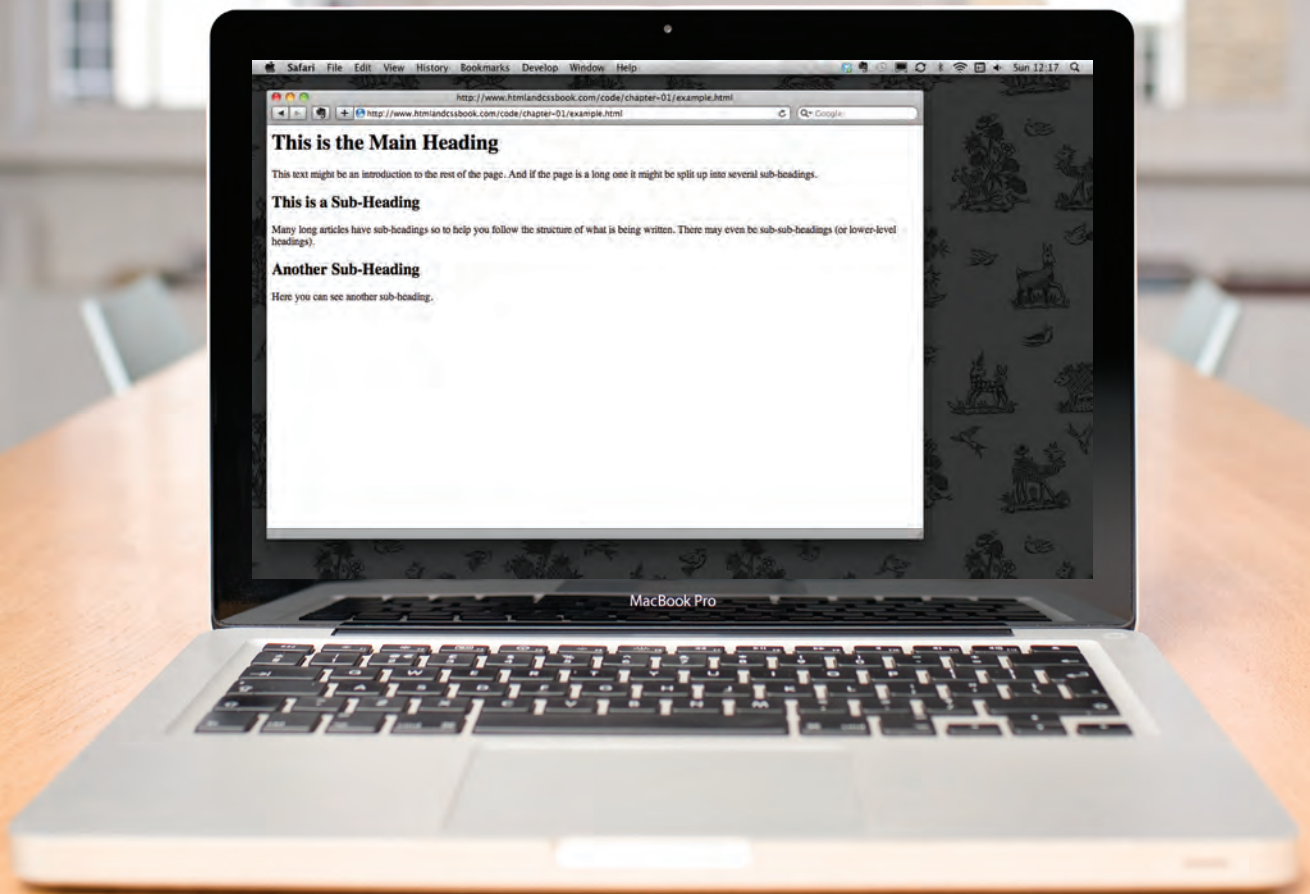 Safari File Edit View History Bookmarks Develop Window Help Sun 12:17
http://www.htmlandcssbook.com/code/chapter-01/example.html
http://www.htmlandcssbook.com/code/chapter-01/example.html Google
This is the Main Heading
This text might be an introduction to the rest of the page. And if the page is a long one it might be split up into several sub-headings.
This is a Sub-Heading
Many long articles have sub-headings so to help you follow the structure of what is being written. There may even be sub-sub-headings (or lower-level
headings).
Another Sub-Heading
Here you can see another sub-heading.
MacBook Pro
Q W E R T Y U I O P
A S D F G H J K L
Z X C V B N M